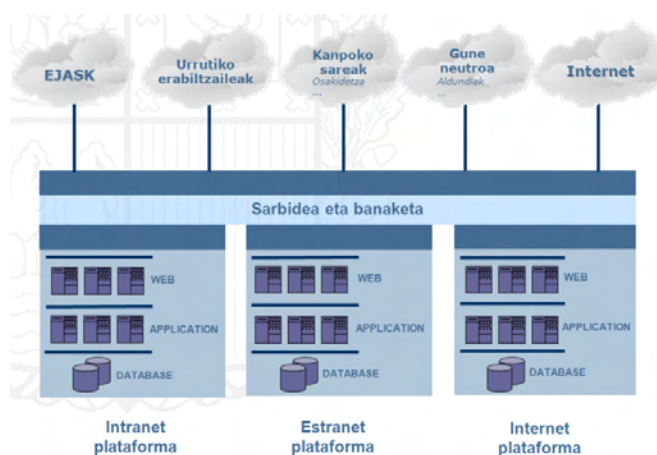 EJASK
Urrutiko
erabiltzaileak
Kanpoko
sareak
Osakidetza
...
Gune
neutroa
Aldundiak
...
Internet
Sarbidea eta banaketa
WEB
APPLICATION
DATABASE
WEB
APPLICATION
DATABASE
WEB
APPLICATION
DATABASE
Intranet
plataforma
Estranet
plataforma
Internet
plataforma